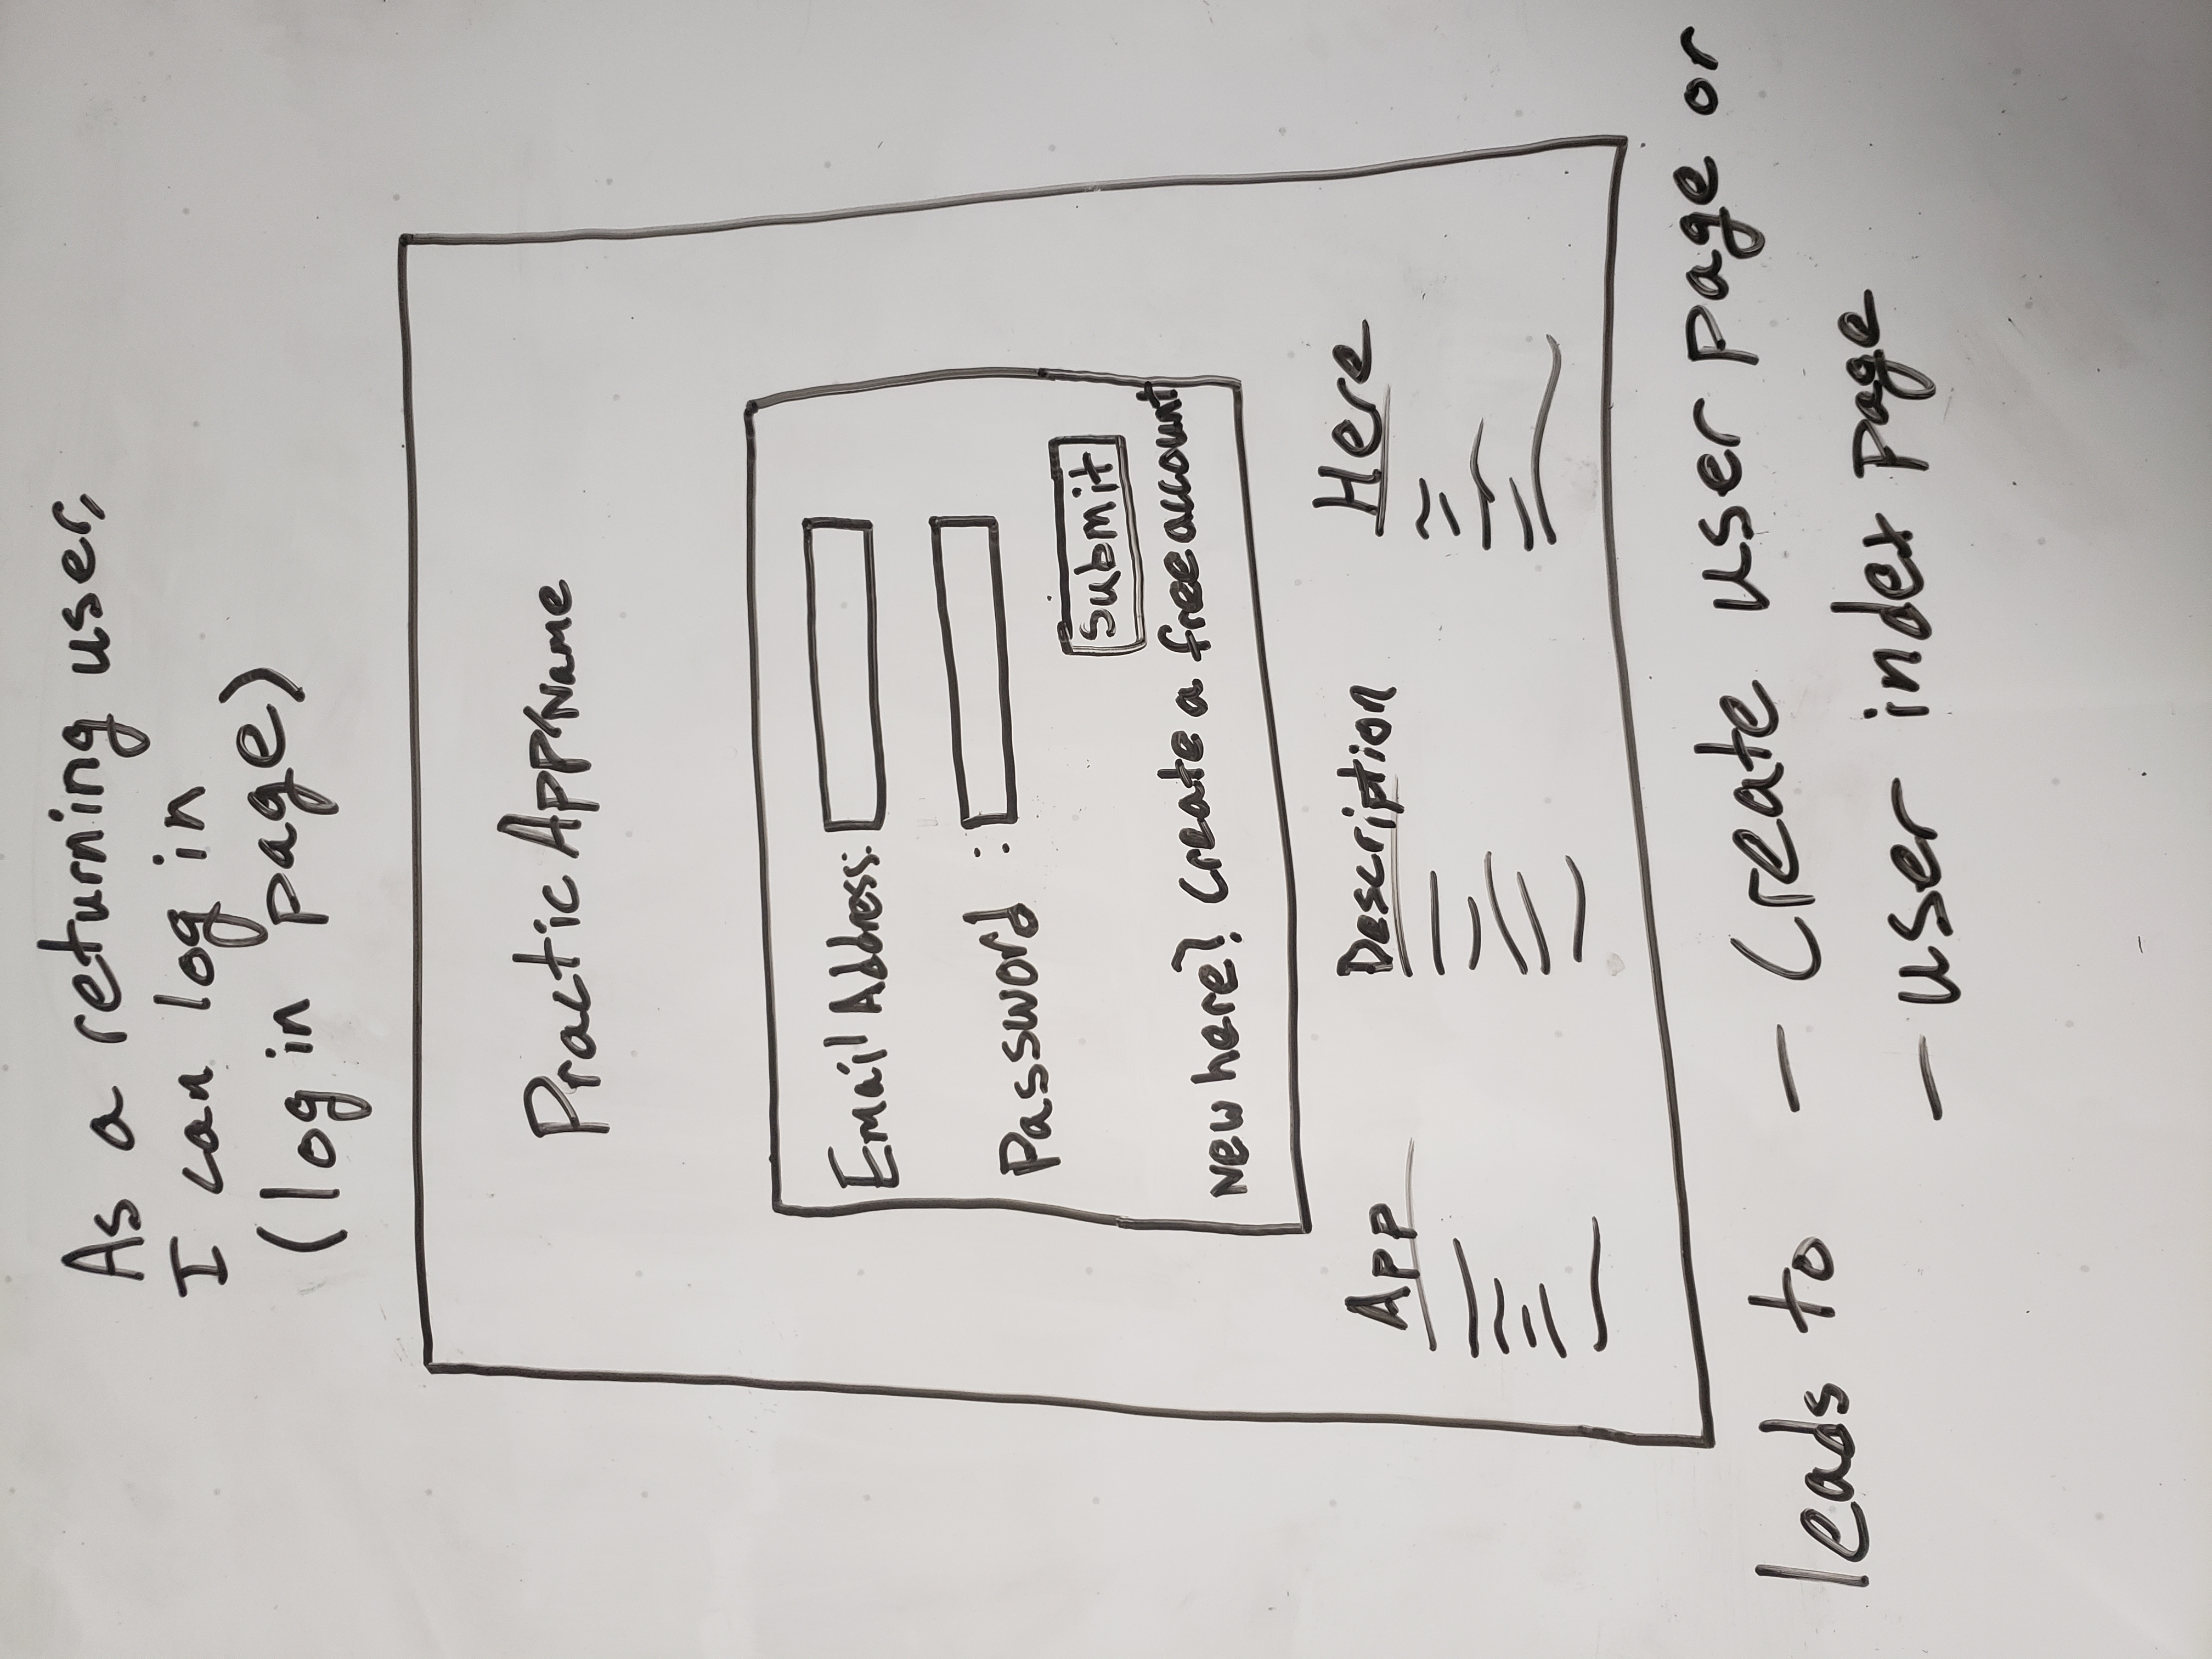 As a returning user,
I can log in
(log in page)
Practic App Name
Email Address:
Password :
Submit
New here? Create a free account
App Description Here
leads to - Create user page or
- user index page